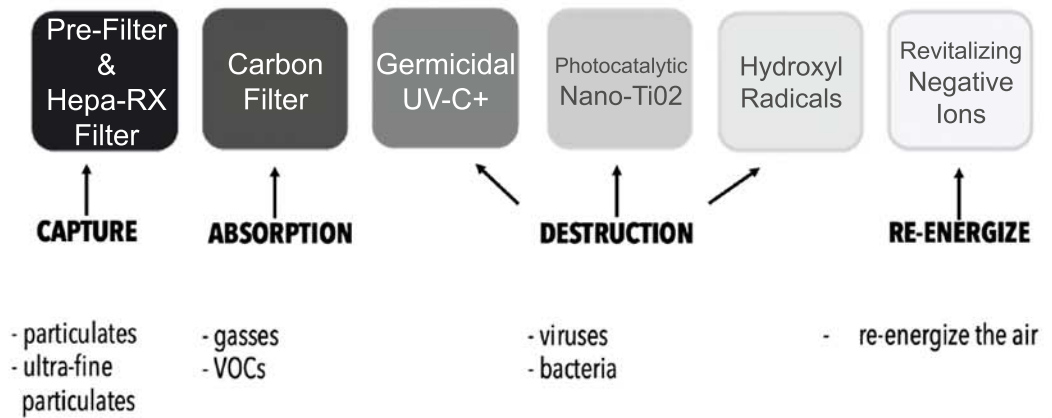 Pre-Filter
&
Hepa-RX
Filter
Carbon
Filter
Germicidal
UV-C+
Photocatalytic
Nano-Ti02
Hydroxyl
Radicals
Revitalizing
Negative
Ions
CAPTURE
ABSORPTION
DESTRUCTION
RE-ENERGIZE
- particulates
- ultra-fine
particulates
- gasses
- VOCs
- viruses
- bacteria
- re-energize the air